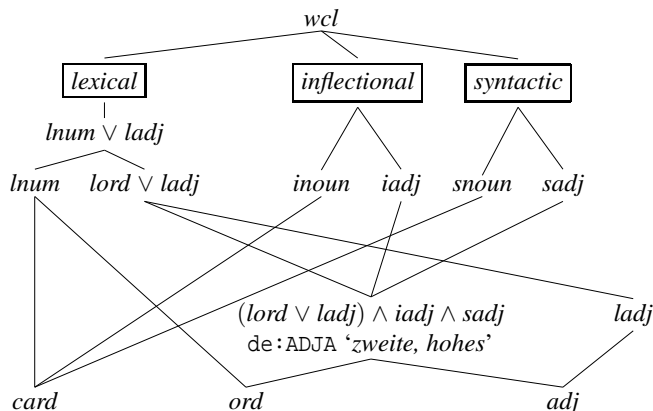 wcl
lexical inflectional syntactic
lnum ∨ ladj
lnum lord ∨ ladj inoun iadj snoun sadj
(lord ∨ ladj) ∧ iadj ∧ sadj ladj
de:ADJA ‘zweite, hohes’
card ord adj